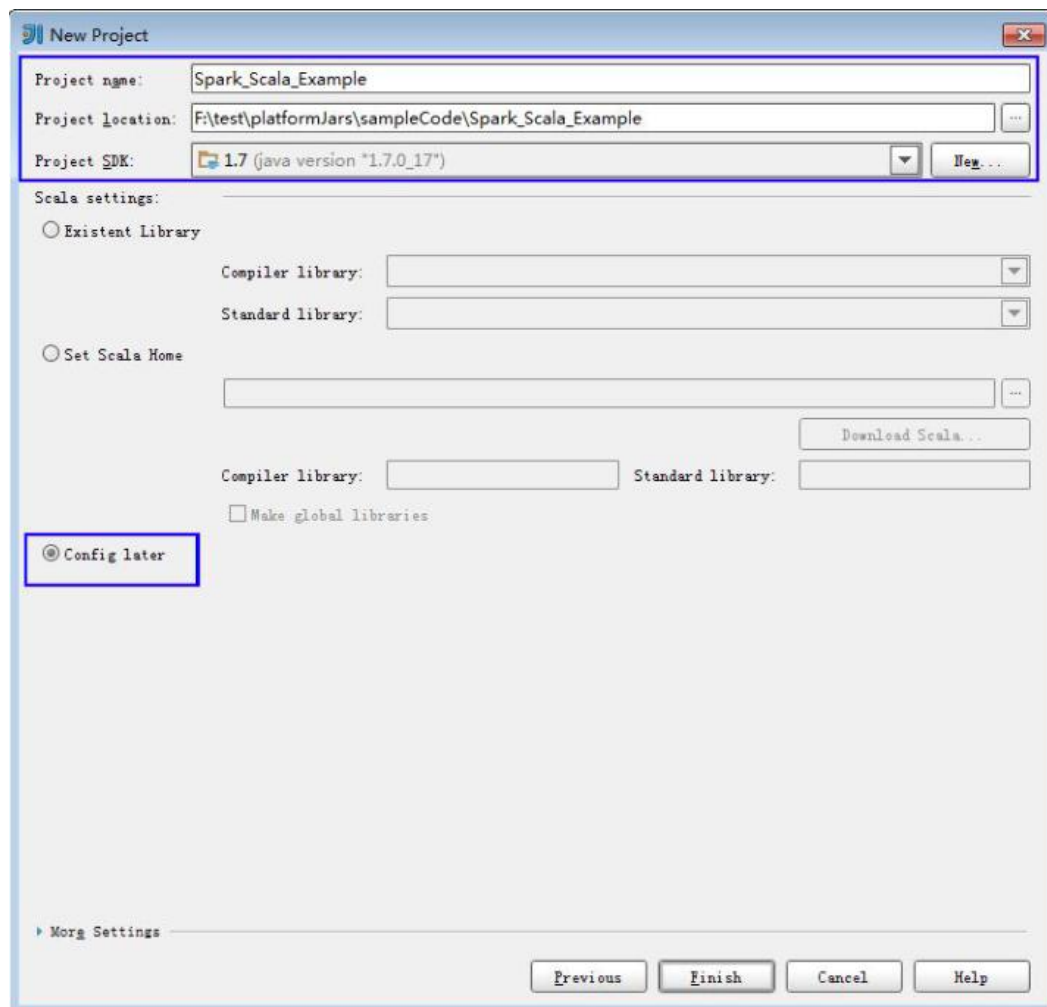 New Project
Project name: Spark_Scala_Example
Project location: F:\test\platformJars\sampleCode\Spark_Scala_Example ...
Project SDK: 1.7 (java version "1.7.0_17") New...
Scala settings:
Existent Library
Compiler library:
Standard library:
Set Scala Home
...
Download Scala...
Compiler library: Standard library:
Make global libraries
Config later
More Settings
Previous Finish Cancel Help